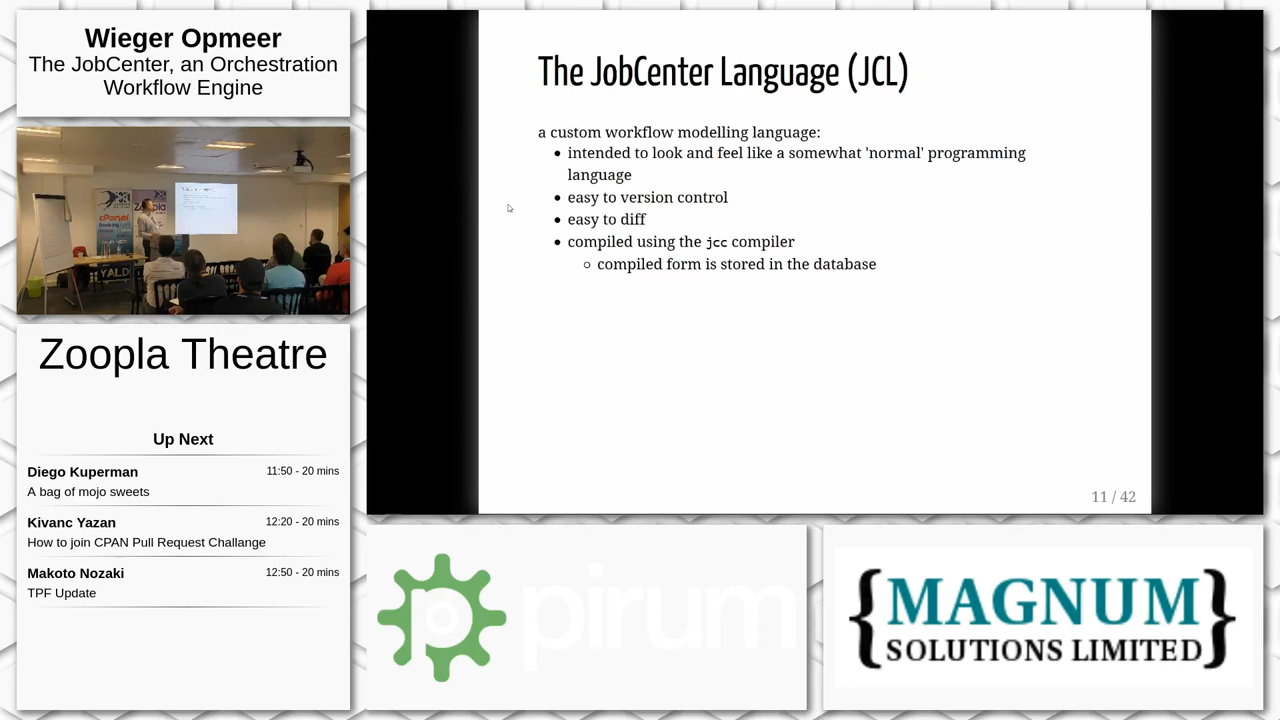 Wieger Opmeer
The JobCenter, an Orchestration
Workflow Engine
cPanel
YALD
Zoopla Theatre
Up Next
Diego Kuperman 11:50 - 20 mins
A bag of mojo sweets
Kivanc Yazan 12:20 - 20 mins
How to join CPAN Pull Request Challange
Makoto Nozaki 12:50 - 20 mins
TPF Update
The JobCenter Language (JCL)
a custom workflow modelling language:
• intended to look and feel like a somewhat 'normal' programming
language
• easy to version control
• easy to diff
• compiled using the jcc compiler
◦ compiled form is stored in the database
11 / 42
p pirum
{MAGNUM}
SOLUTIONS LIMITED